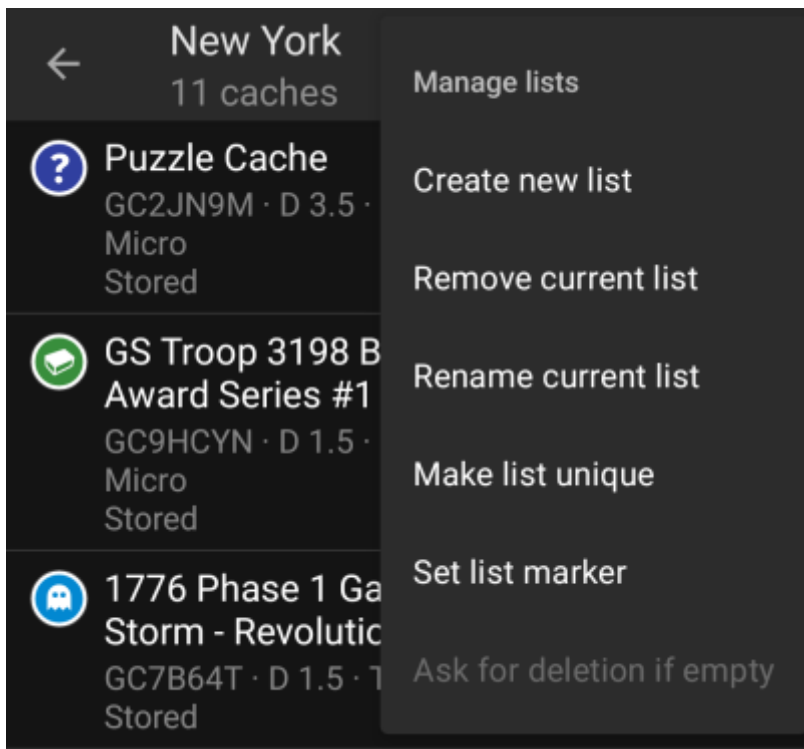 New York
11 caches
Puzzle Cache
GC2JN9M · D 3.5 ·
Micro
Stored
GS Troop 3198 B
Award Series #1
GC9HCYN · D 1.5 ·
Micro
Stored
1776 Phase 1 Ga
Storm - Revolutic
GC7B64T · D 1.5 · T
Stored
Manage lists
Create new list
Remove current list
Rename current list
Make list unique
Set list marker
Ask for deletion if empty